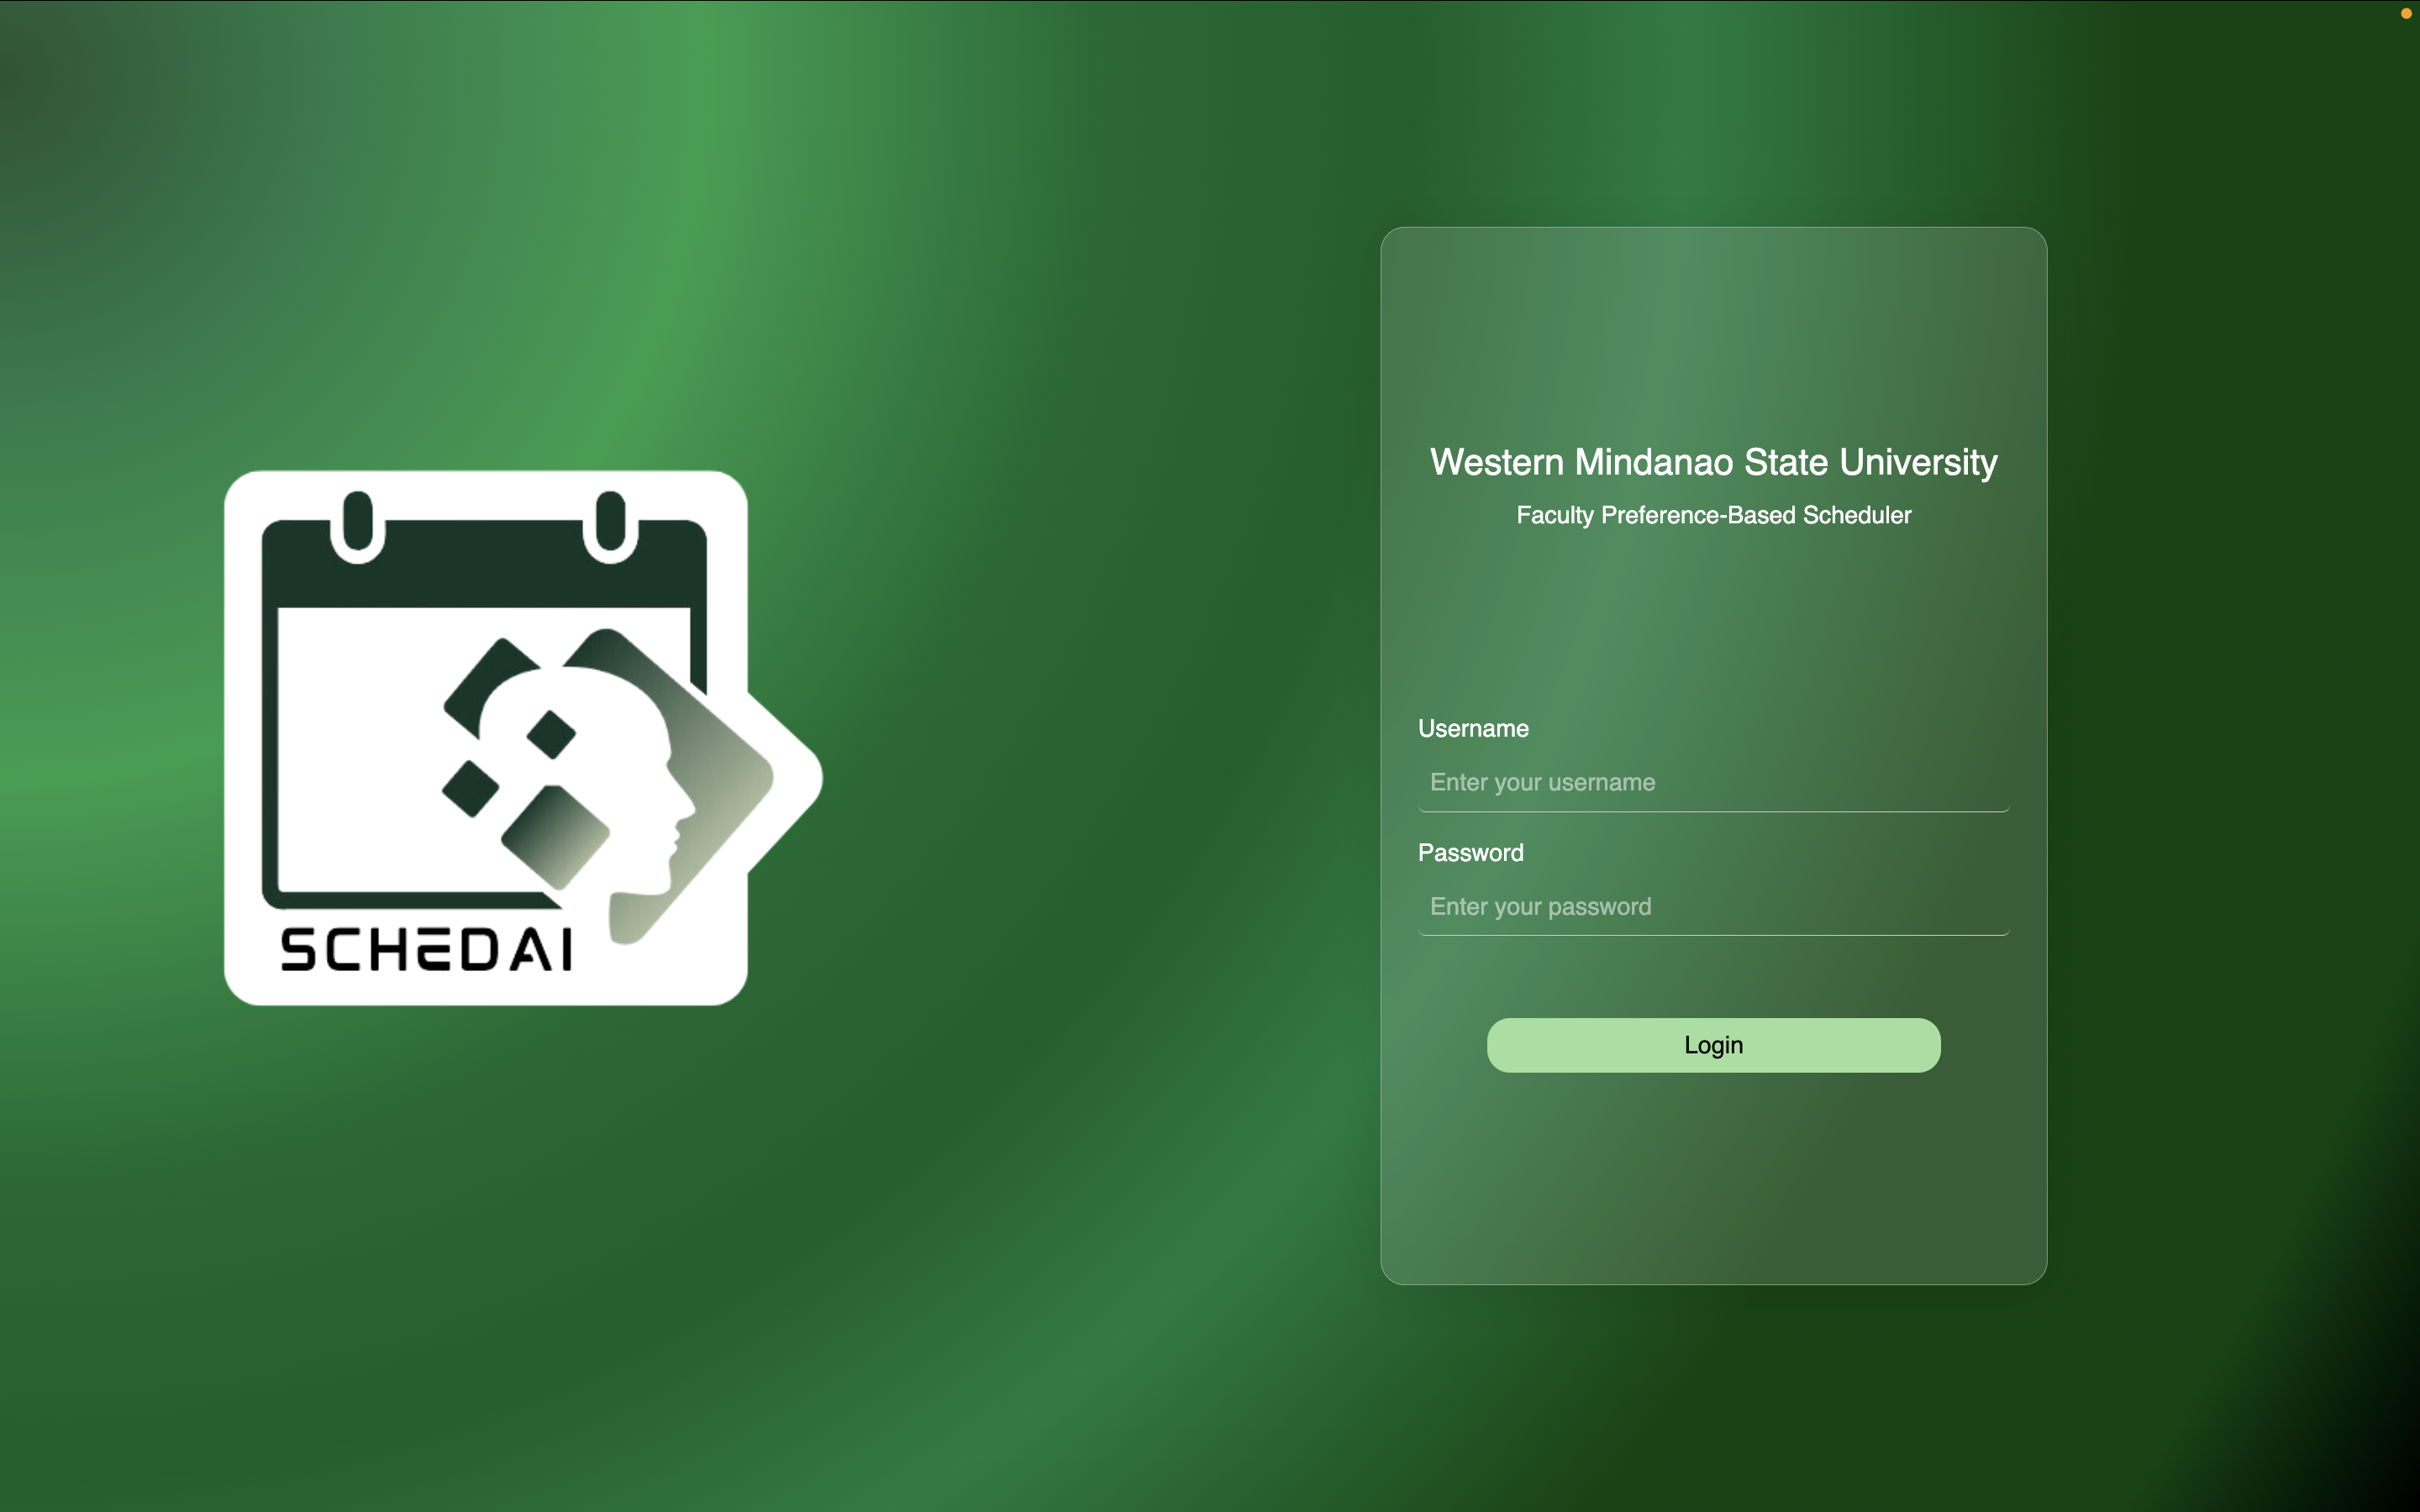 SCHEDAI
Western Mindanao State University
Faculty Preference-Based Scheduler
Username
Enter your username
Password
Enter your password
Login